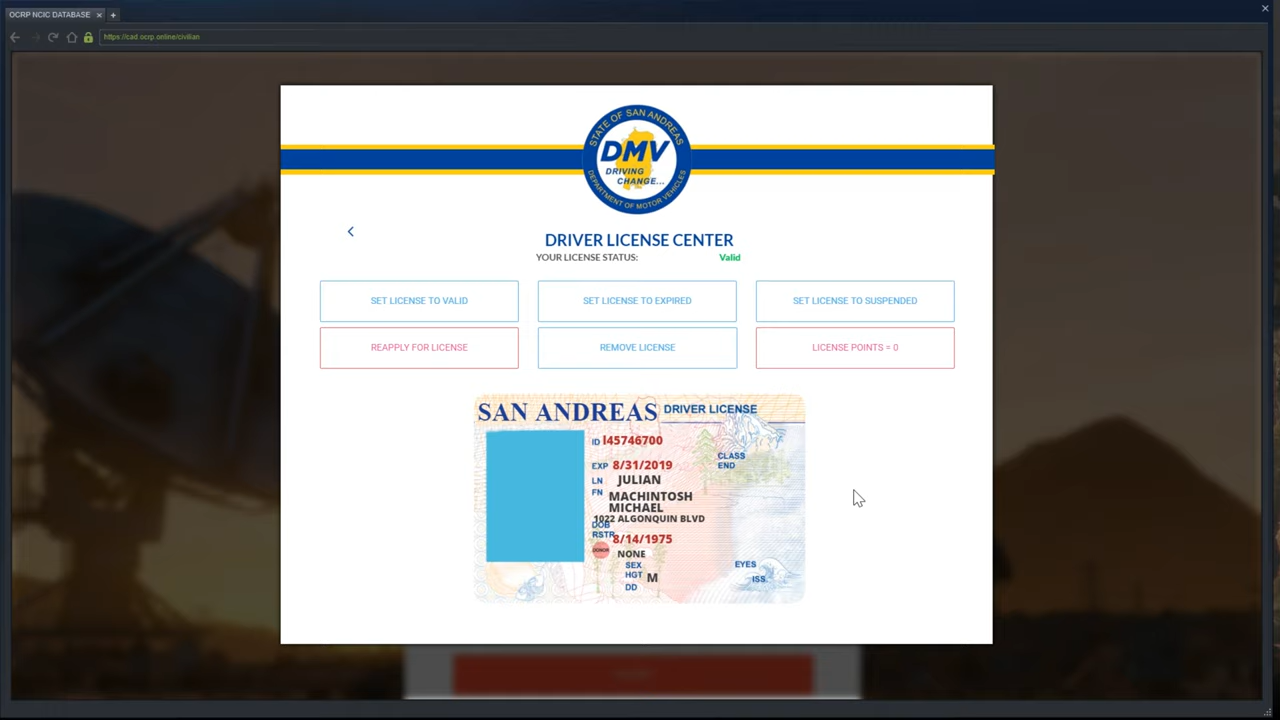 OCRP NCIC DATABASE
https://cad.ocrp.online/civilian
STATE OF SAN ANDREAS
DMV
DRIVING
CHANGE...
DEPARTMENT OF MOTOR VEHICLES
DRIVER LICENSE CENTER
YOUR LICENSE STATUS: Valid
SET LICENSE TO VALID
SET LICENSE TO EXPIRED
SET LICENSE TO SUSPENDED
REAPPLY FOR LICENSE
REMOVE LICENSE
LICENSE POINTS = 0
SAN ANDREAS DRIVER LICENSE
ID I45746700
CLASS
EXP 8/31/2019
END
LN JULIAN
FN MACHINTOSH
MICHAEL
1022 ALGONQUIN BLVD
DOB
RSTR 8/14/1975
DONOR
NONE
SEX
EYES
HGT M
ISS
DD